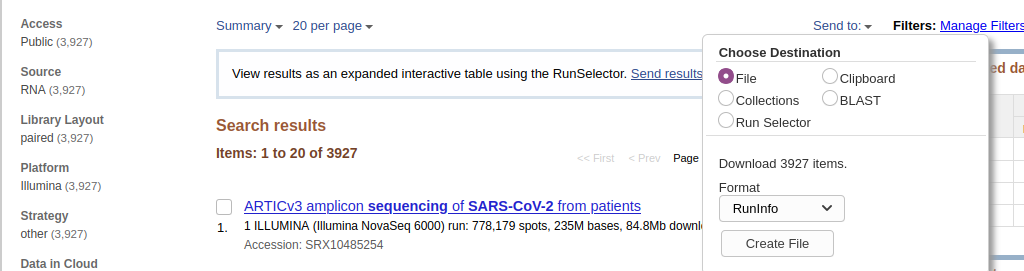 Access
Public (3,927)
Source
RNA (3,927)
Library Layout
paired (3,927)
Platform
Illumina (3,927)
Strategy
other (3,927)
Data in Cloud
Summary 20 per page Send to: Filters: Manage Filters
View results as an expanded interactive table using the RunSelector. Send results
Search results
Items: 1 to 20 of 3927
<< First < Prev Page
ARTICv3 amplicon sequencing of SARS-CoV-2 from patients
1. 1 ILLUMINA (Illumina NovaSeq 6000) run: 778,179 spots, 235M bases, 84.8Mb
Accession: SRX10485254
Choose Destination
File Clipboard
Collections BLAST
Run Selector
Download 3927 items.
Format
RunInfo
Create File